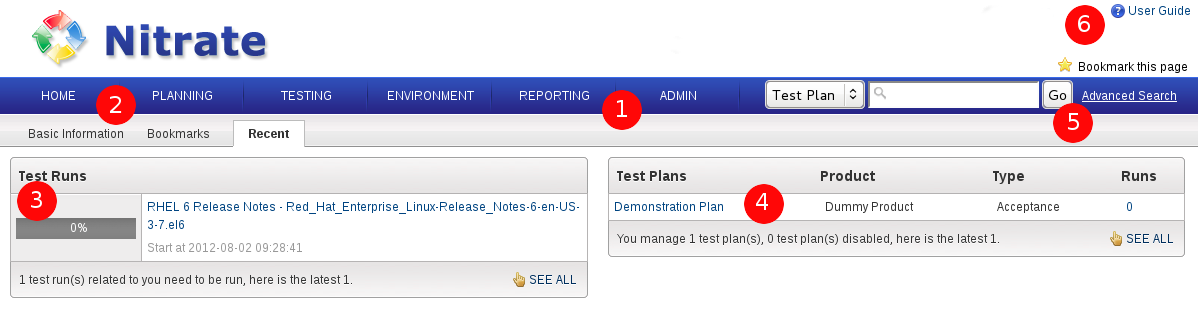 6
User Guide
Nitrate
Bookmark this page
HOME 2 PLANNING TESTING ENVIRONMENT REPORTING 1 ADMIN Test Plan Go Advanced Search
5
Basic Information Bookmarks Recent
Test Runs
3
0%
RHEL 6 Release Notes - Red_Hat_Enterprise_Linux-Release_Notes-6-en-US-
3-7.el6
Start at 2012-08-02 09:28:41
1 test run(s) related to you need to be run, here is the latest 1. SEE ALL
Test Plans Product Type Runs
Demonstration Plan 4 Dummy Product Acceptance 0
You manage 1 test plan(s), 0 test plan(s) disabled, here is the latest 1. SEE ALL